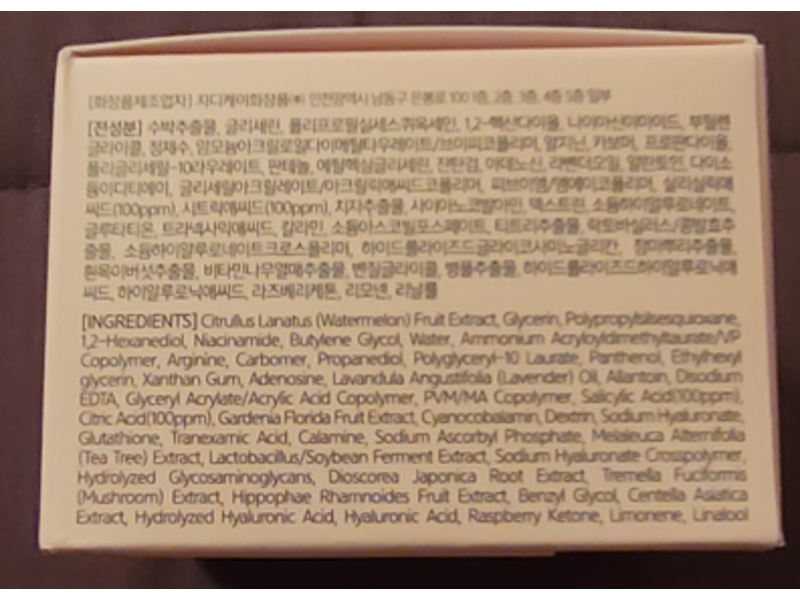 [화장품제조업자] 지디케이화장품㈜ 인천광역시 남동구 은봉로 100 1층, 2층, 3층, 4층 5층 일부
[전성분] 수박추출물, 글리세린, 폴리프로필실세스퀴옥세인, 1,2-헥산다이올, 나이아신아마이드, 부틸렌
글라이콜, 정제수, 암모늄아크릴로일다이메틸타우레이트/브이피코폴리머, 알지닌, 카보머, 프로판다이올,
폴리글리세릴-10라우레이트, 판테놀, 에틸헥실글리세린, 잔탄검, 아데노신, 라벤더오일, 알란토인, 다이소
듐이디티에이, 글리세릴아크릴레이트/아크릴릭애씨드코폴리머, 피브이엠/엠에이코폴리머, 살리실릭애
씨드(100ppm), 시트릭애씨드(100ppm), 치자추출물, 사이아노코발아민, 덱스트린, 소듐하이알루로네이트,
글루타티온, 트라넥사믹애씨드, 칼라민, 소듐아스코빌포스페이트, 티트리추출물, 락토바실러스/콩발효추
출물, 소듐하이알루로네이트크로스폴리머, 하이드롤라이즈드글라이코사미노글리칸, 참마뿌리추출물,
흰목이버섯추출물, 비타민나무열매추출물, 벤질글라이콜, 병풀추출물, 하이드롤라이즈드하이알루로닉애
씨드, 하이알루로닉애씨드, 라즈베리케톤, 리모넨, 리날룰
[INGREDIENTS] Citrullus Lanatus (Watermelon) Fruit Extract, Glycerin, Polypropylsilsesquioxane,
1,2-Hexanediol, Niacinamide, Butylene Glycol, Water, Ammonium Acryloyldimethyltaurate/VP
Copolymer, Arginine, Carbomer, Propanediol, Polyglyceryl-10 Laurate, Panthenol, Ethylhexyl
glycerin, Xanthan Gum, Adenosine, Lavandula Angustifolia (Lavender) Oil, Allantoin, Disodium
EDTA, Glyceryl Acrylate/Acrylic Acid Copolymer, PVM/MA Copolymer, Salicylic Acid(100ppm),
Citric Acid(100ppm), Gardenia Florida Fruit Extract, Cyanocobalamin, Dextrin, Sodium Hyaluronate,
Glutathione, Tranexamic Acid, Calamine, Sodium Ascorbyl Phosphate, Melaleuca Alternifolia
(Tea Tree) Extract, Lactobacillus/Soybean Ferment Extract, Sodium Hyaluronate Crosspolymer,
Hydrolyzed Glycosaminoglycans, Dioscorea Japonica Root Extract, Tremella Fuciformis
(Mushroom) Extract, Hippophae Rhamnoides Fruit Extract, Benzyl Glycol, Centella Asiatica
Extract, Hydrolyzed Hyaluronic Acid, Hyaluronic Acid, Raspberry Ketone, Limonene, Linalool